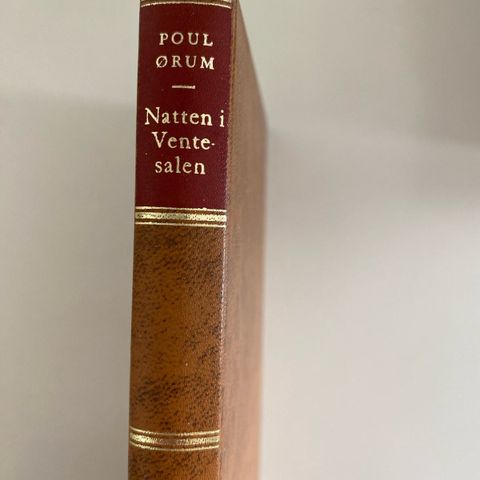 POUL
ØRUM
Natten i
Vente-
salen